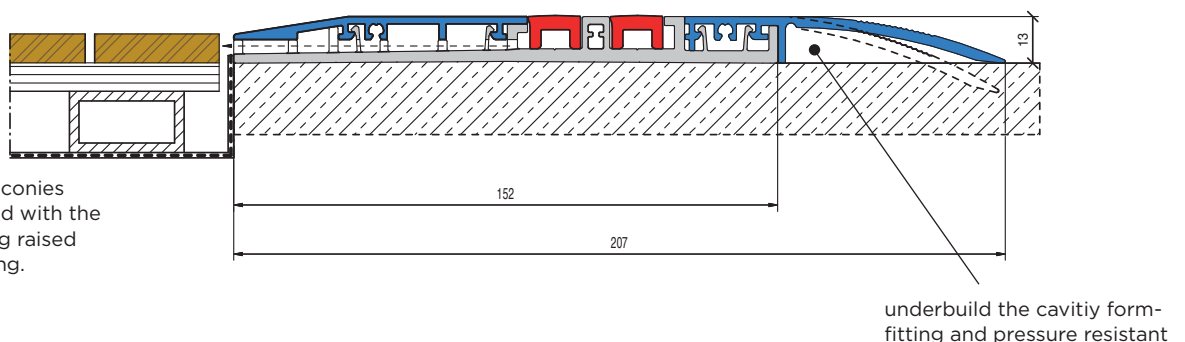 13
152
207
conies
d with the
g raised
ng.
underbuild the cavitiy form-
fitting and pressure resistant